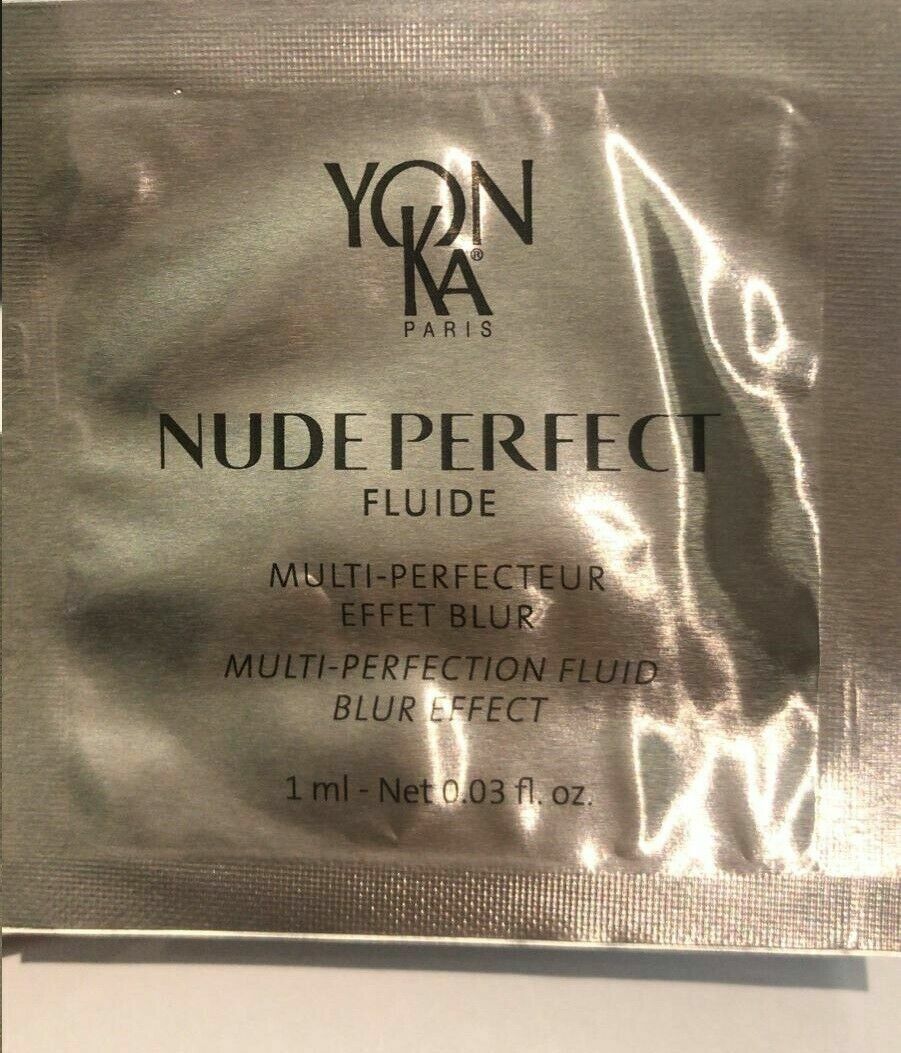 YON
KA®
PARIS
NUDE PERFECT
FLUIDE
MULTI-PERFECTEUR
EFFET BLUR
MULTI-PERFECTION FLUID
BLUR EFFECT
1 ml - Net 0.03 fl. oz.